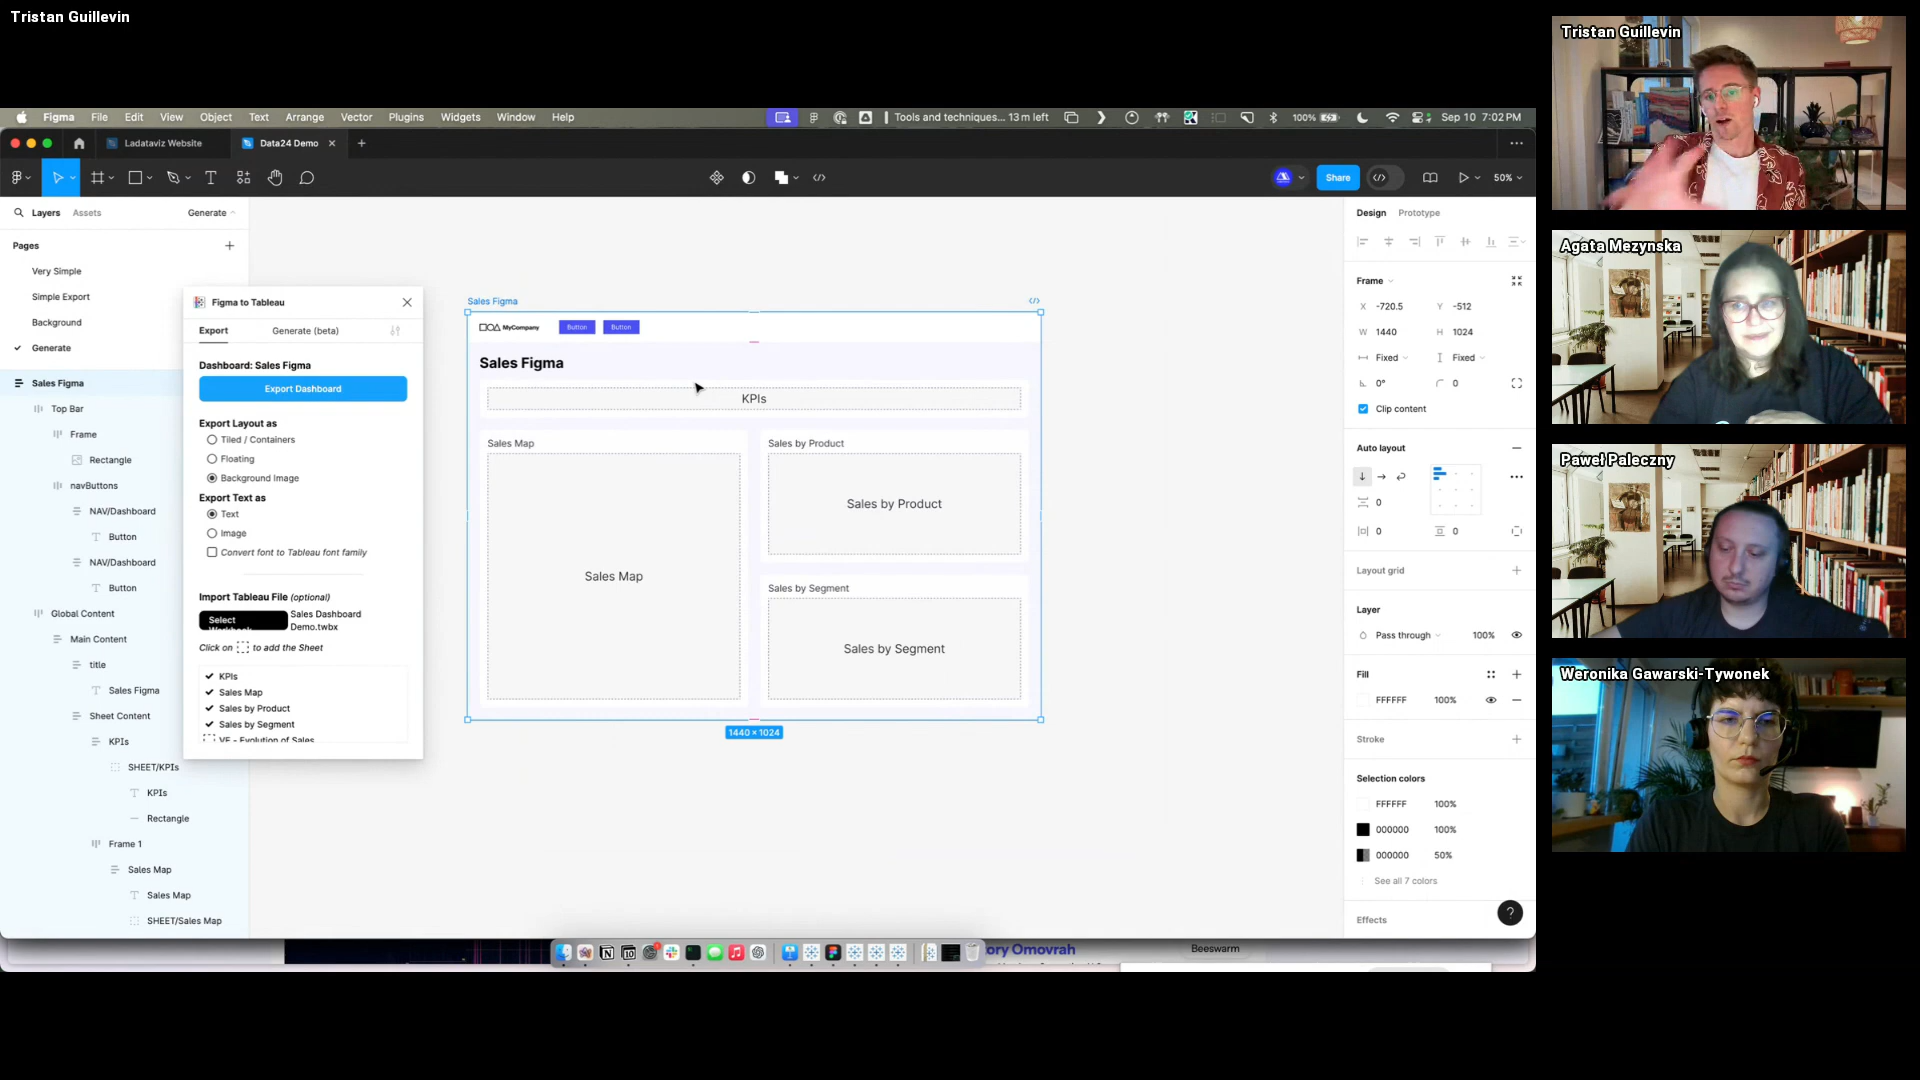 Tristan Guillevin
Tristan Guillevin
Agata Mezynska
Paweł Paleczny
Weronika Gawarski-Tywonek
Figma File Edit View Object Text Arrange Vector Plugins Widgets Window Help
Tools and techniques... 13 m left
100%
Sep 10 7:02 PM
Ladataviz Website
Data24 Demo
Share
50%
Layers Assets Generate
Pages
Very Simple
Simple Export
Background
Generate
Sales Figma
Top Bar
Frame
Rectangle
navButtons
NAV/Dashboard
Button
NAV/Dashboard
Button
Global Content
Main Content
title
Sales Figma
Sheet Content
KPIs
SHEET/KPIs
KPIs
Rectangle
Frame 1
Sales Map
Sales Map
SHEET/Sales Map
Figma to Tableau
Export Generate (beta)
Dashboard: Sales Figma
Export Dashboard
Export Layout as
Tiled / Containers
Floating
Background Image
Export Text as
Text
Image
Convert font to Tableau font family
Import Tableau File (optional)
Select
Sales Dashboard
Demo.twbx
Click on to add the Sheet
KPIs
Sales Map
Sales by Product
Sales by Segment
VE - Evolution of Sales
Sales Figma
MyCompany Button Button
Sales Figma
KPIs
Sales Map
Sales Map
Sales by Product
Sales by Product
Sales by Segment
Sales by Segment
1440 × 1024
Design Prototype
Frame
X -720.5 Y -512
W 1440 H 1024
Fixed Fixed
0° 0
Clip content
Auto layout
0
0 0
Layout grid
Layer
Pass through 100%
Fill
FFFFFF 100%
Stroke
Selection colors
FFFFFF 100%
000000 100%
000000 50%
See all 7 colors
Effects
?
ory Omovrah
Beeswarm